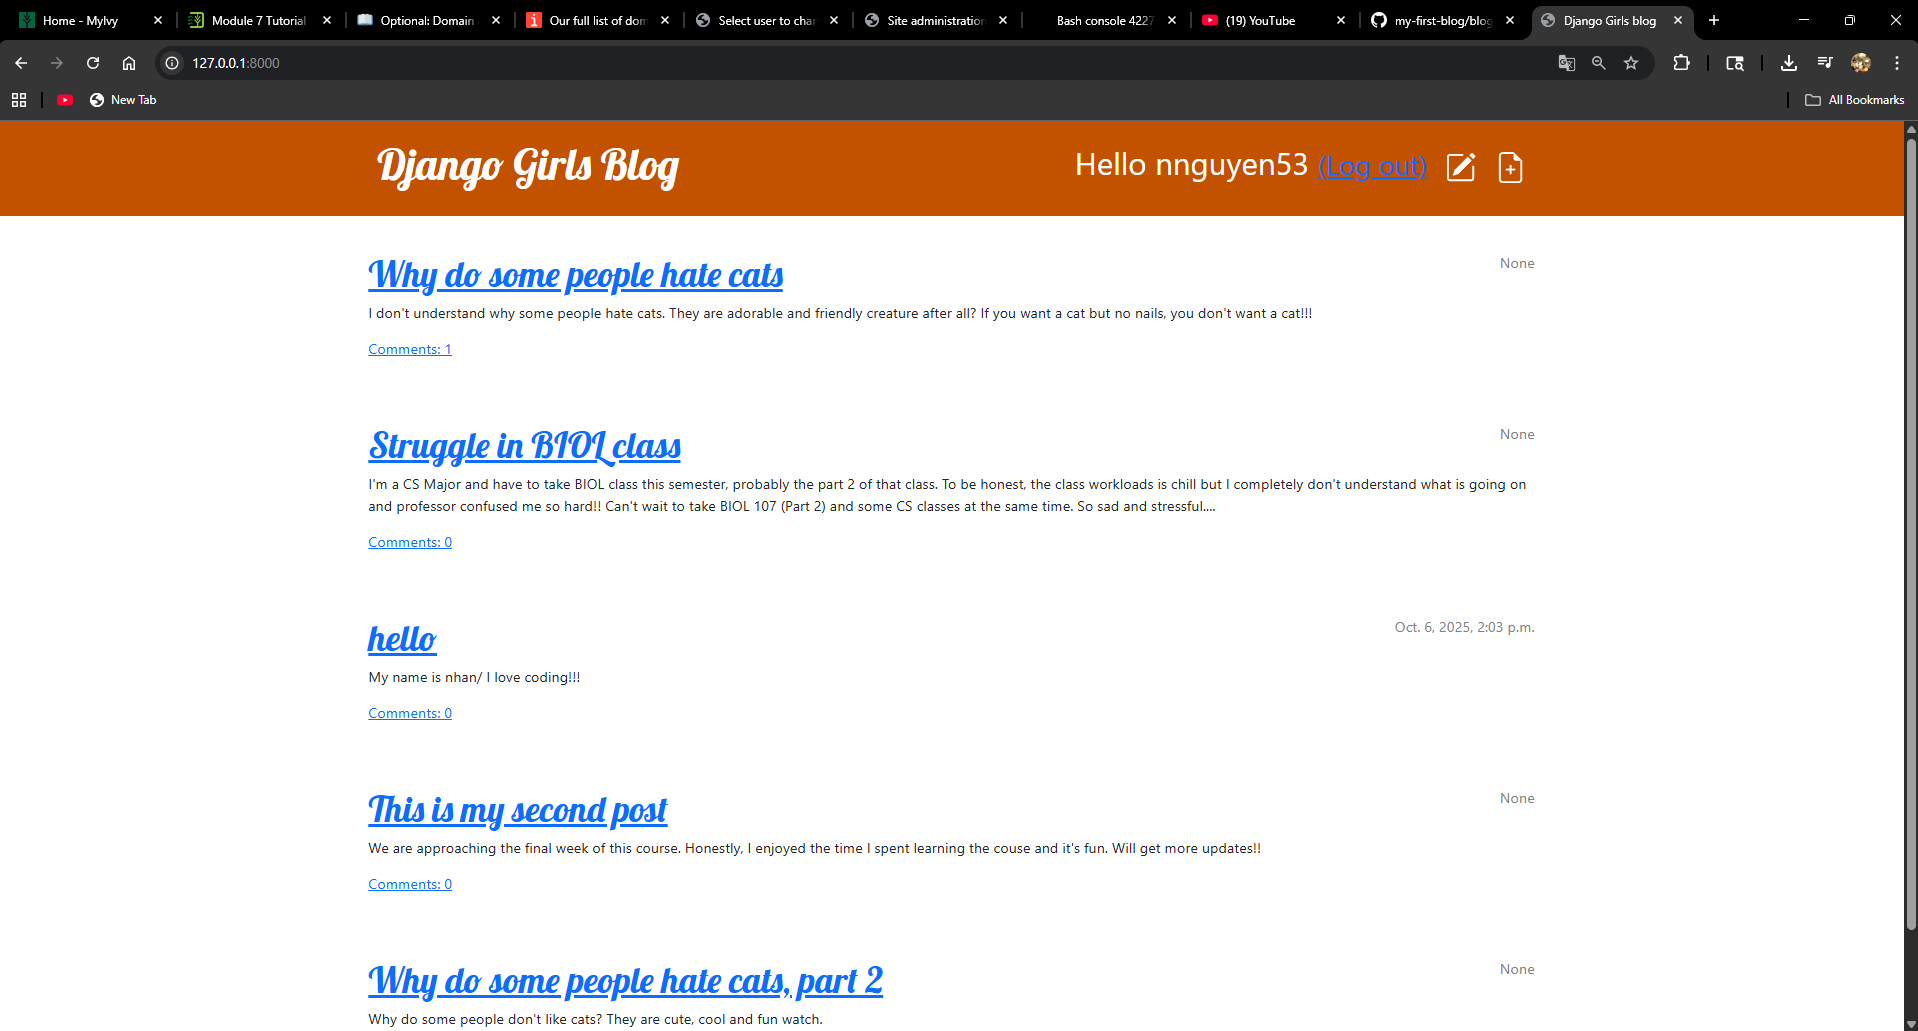 Home - MyIvy
Module 7 Tutorial
Optional: Domain
Our full list of dom
Select user to chan
Site administration
Bash console 4227
(19) YouTube
my-first-blog/blog
Django Girls blog
127.0.0.1:8000
New Tab
All Bookmarks
Django Girls Blog
Hello nnguyen53 (Log out)
Why do some people hate cats
None
I don't understand why some people hate cats. They are adorable and friendly creature after all? If you want a cat but no nails, you don't want a cat!!!
Comments: 1
Struggle in BIOL class
None
I'm a CS Major and have to take BIOL class this semester, probably the part 2 of that class. To be honest, the class workloads is chill but I completely don't understand what is going on
and professor confused me so hard!! Can't wait to take BIOL 107 (Part 2) and some CS classes at the same time. So sad and stressful....
Comments: 0
hello
Oct. 6, 2025, 2:03 p.m.
My name is nhan/ I love coding!!!
Comments: 0
This is my second post
None
We are approaching the final week of this course. Honestly, I enjoyed the time I spent learning the couse and it's fun. Will get more updates!!
Comments: 0
Why do some people hate cats, part 2
None
Why do some people don't like cats? They are cute, cool and fun watch.